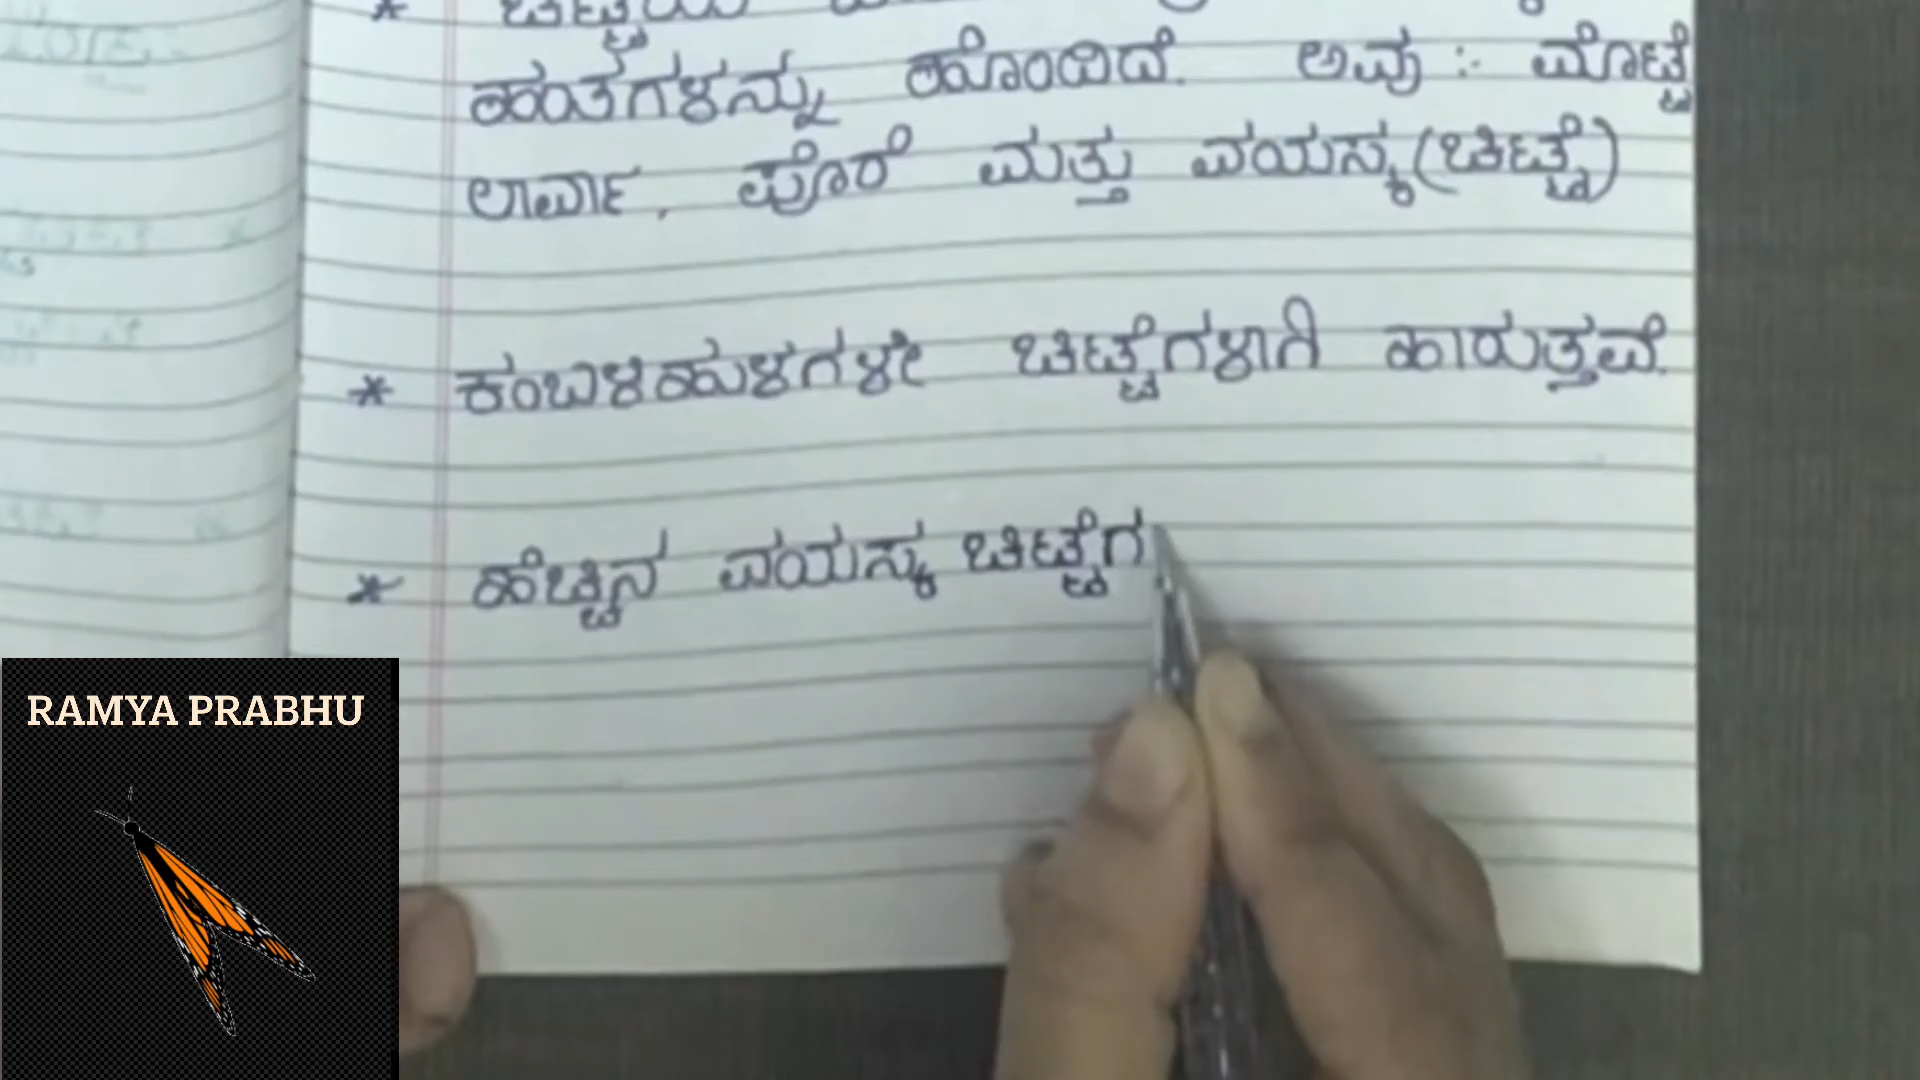 * ಚಿಟ್ಟೆಯ
ಹಂತಗಳನ್ನು ಹೊಂದಿದೆ. ಅವು :- ಮೊಟ್ಟೆ
ಲಾರ್ವಾ, ಪೊರೆ ಮತ್ತು ವಯಸ್ಕ(ಚಿಟ್ಟೆ)
* ಕಂಬಳಿಹುಳಗಳೇ ಚಿಟ್ಟೆಗಳಾಗಿ ಹಾರುತ್ತವೆ.
* ಹೆಚ್ಚಿನ ವಯಸ್ಕ ಚಿಟ್ಟೆಗ
RAMYA PRABHU